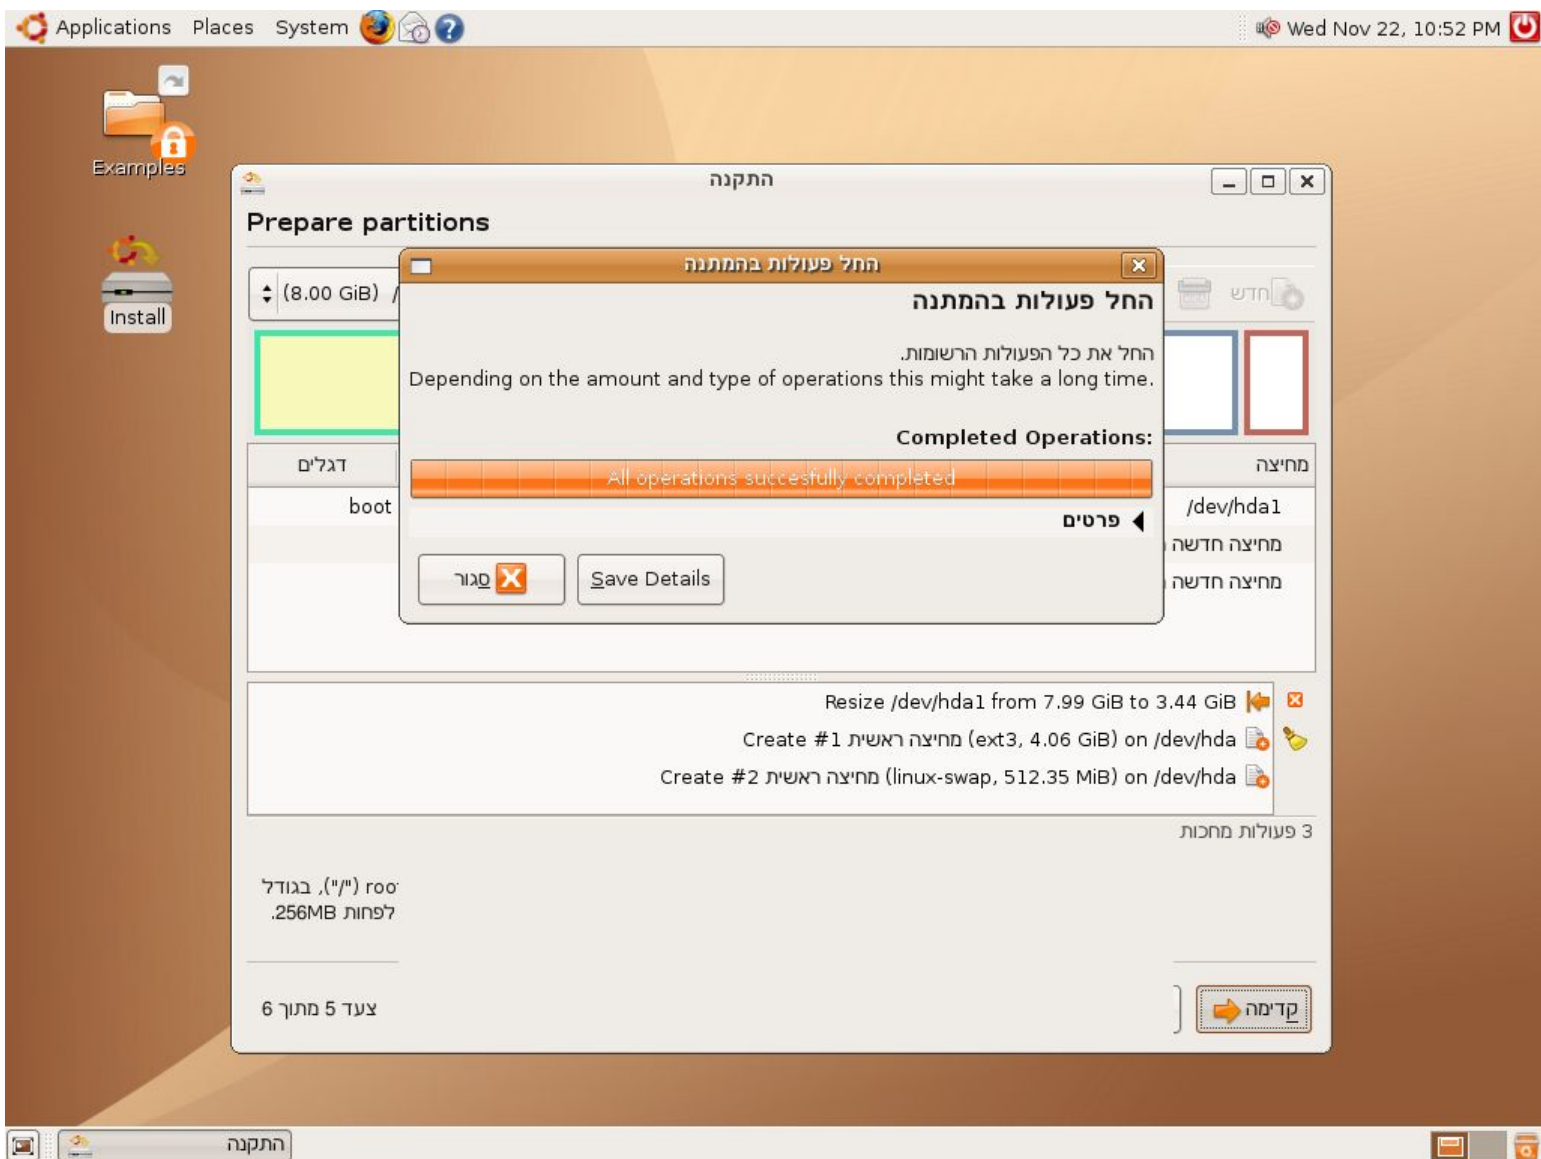 Applications Places System
Wed Nov 22, 10:52 PM
Examples
Install
התקנה
Prepare partitions
(8.00 GiB)
חדש
החל פעולות בהמתנה
החל פעולות בהמתנה
החל את כל הפעולות הרשומות.
Depending on the amount and type of operations this might take a long time.
Completed Operations:
All operations succesfully completed
פרטים
סגור
Save Details
מחיצה
דגלים
/dev/hda1
boot
מחיצה חדשה
מחיצה חדשה
Resize /dev/hda1 from 7.99 GiB to 3.44 GiB
Create #1 מחיצה ראשית (ext3, 4.06 GiB) on /dev/hda
Create #2 מחיצה ראשית (linux-swap, 512.35 MiB) on /dev/hda
3 פעולות מחכות
roo ("/"), בגודל
לפחות 256MB.
צעד 5 מתוך 6
קדימה
התקנה